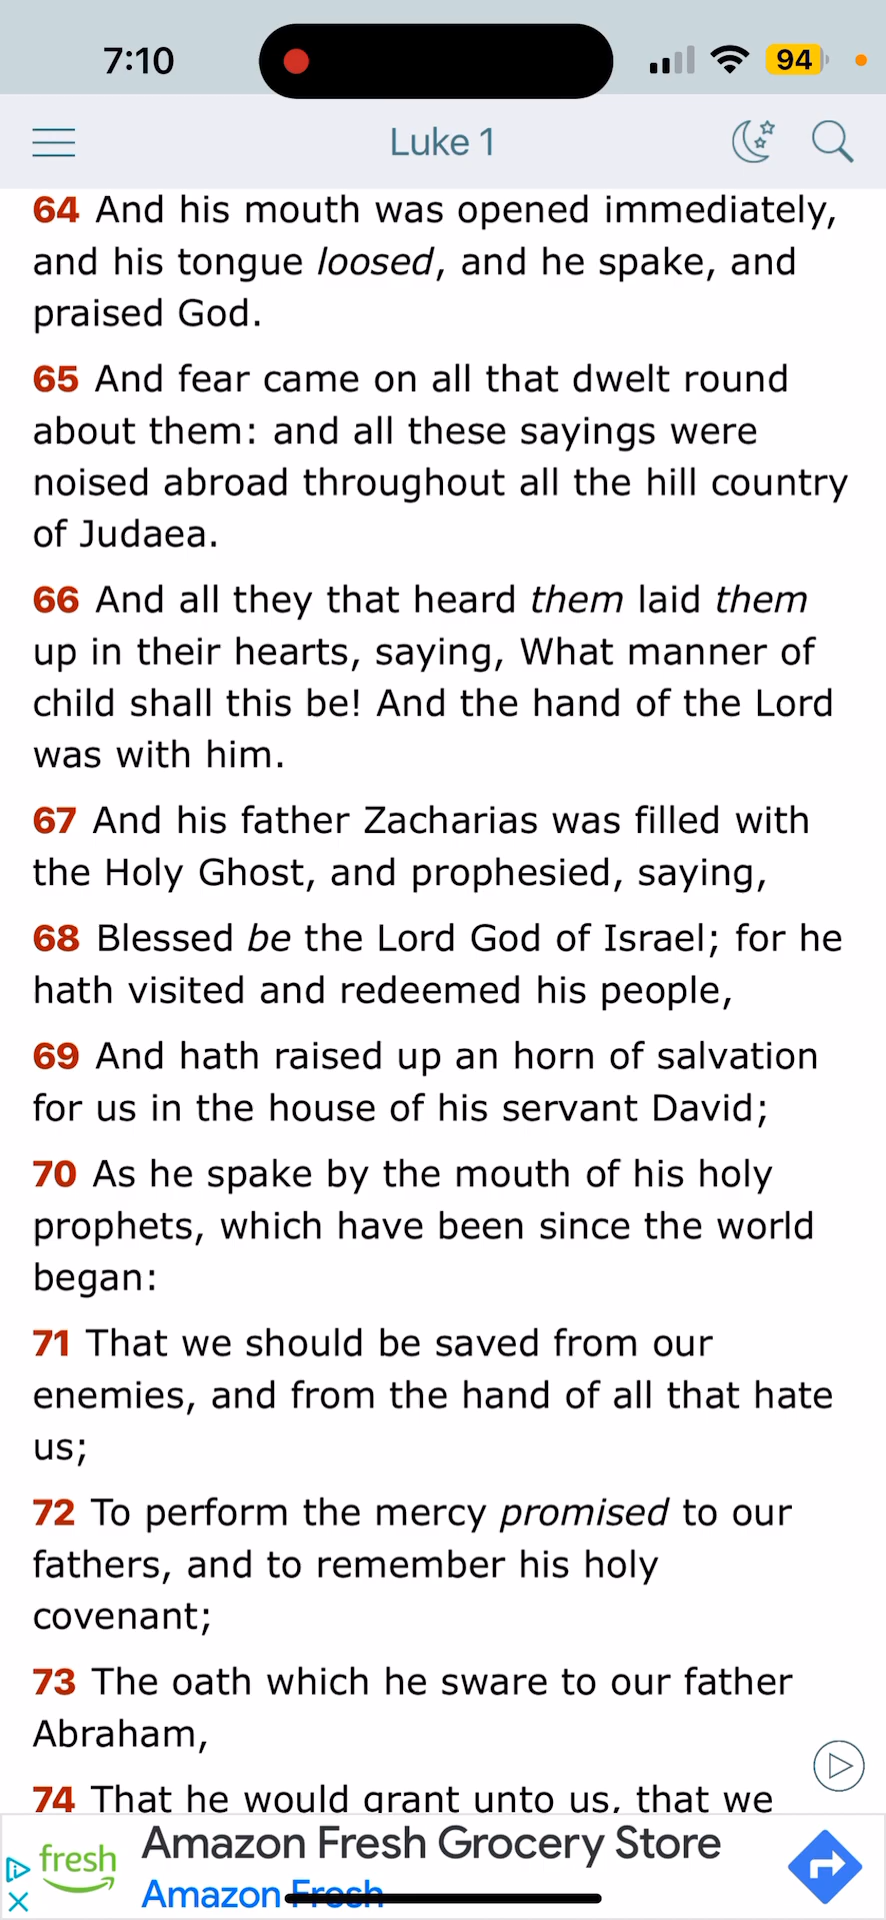 7:10
94
Luke 1
64 And his mouth was opened immediately,
and his tongue loosed, and he spake, and
praised God.
65 And fear came on all that dwelt round
about them: and all these sayings were
noised abroad throughout all the hill country
of Judaea.
66 And all they that heard them laid them
up in their hearts, saying, What manner of
child shall this be! And the hand of the Lord
was with him.
67 And his father Zacharias was filled with
the Holy Ghost, and prophesied, saying,
68 Blessed be the Lord God of Israel; for he
hath visited and redeemed his people,
69 And hath raised up an horn of salvation
for us in the house of his servant David;
70 As he spake by the mouth of his holy
prophets, which have been since the world
began:
71 That we should be saved from our
enemies, and from the hand of all that hate
us;
72 To perform the mercy promised to our
fathers, and to remember his holy
covenant;
73 The oath which he sware to our father
Abraham,
74 That he would grant unto us, that we
fresh
Amazon Fresh Grocery Store
Amazon Fresh